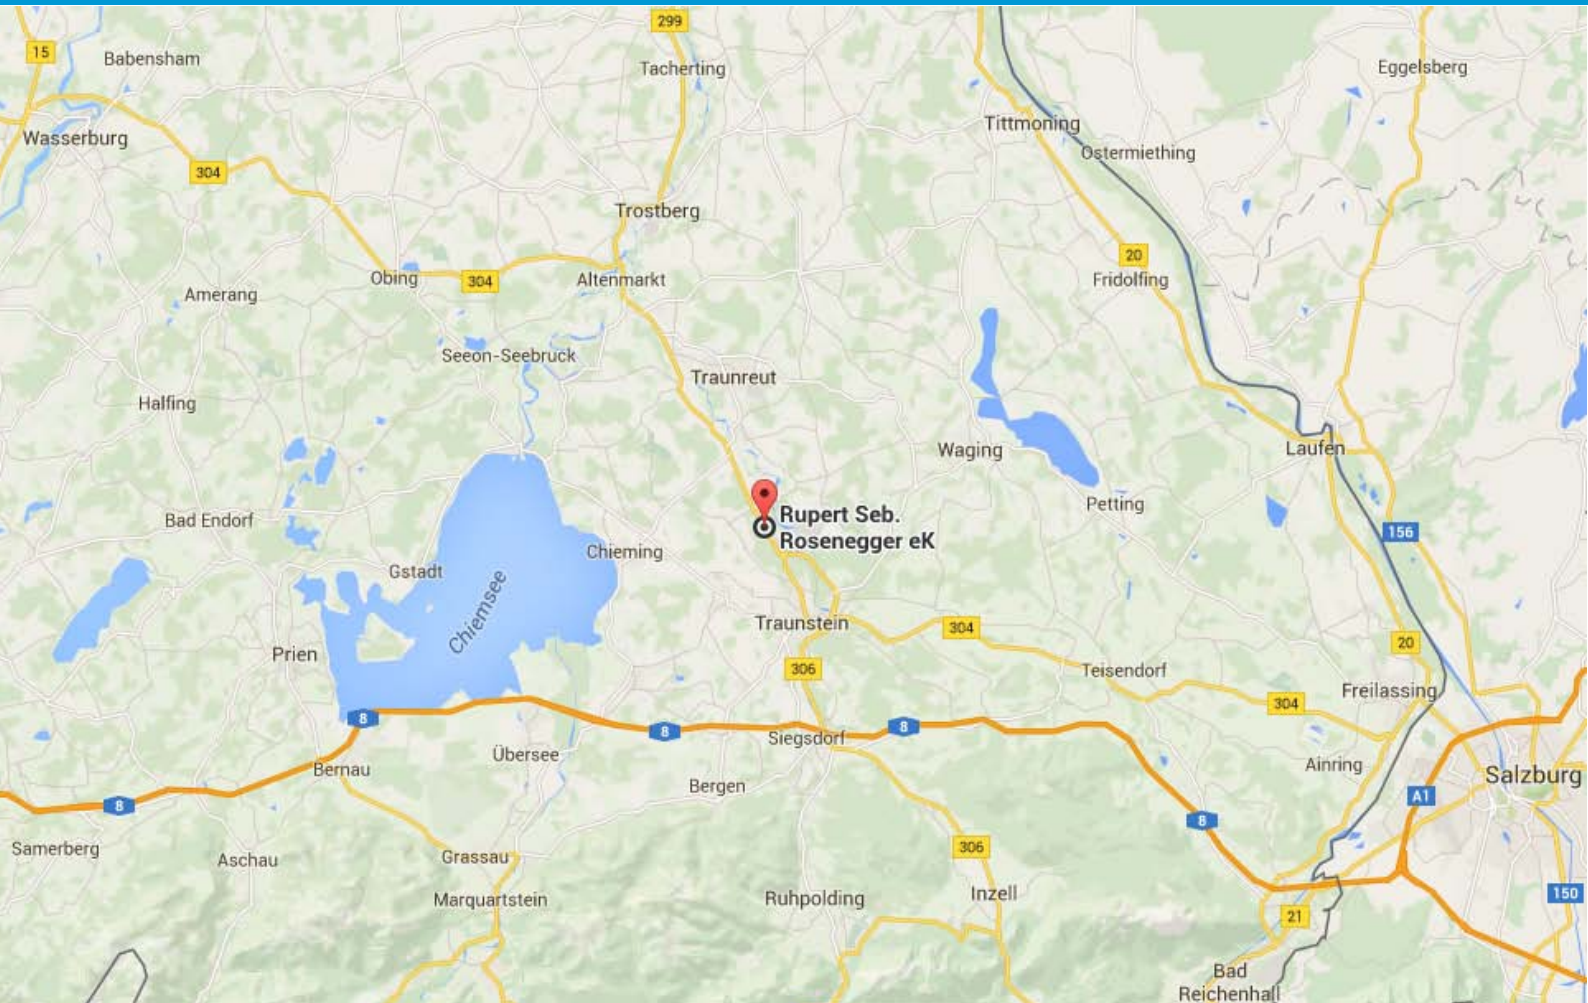 299
15
Babensham
Tacherting
Eggelsberg
Wasserburg
Tittmoning
Ostermiething
304
Trostberg
20
Obing
304
Altenmarkt
Fridolfing
Amerang
Seeon-Seebruck
Traunreut
Halfing
Waging
Laufen
Petting
Bad Endorf
Rupert Seb.
Rosenegger eK
156
Chieming
Gstadt
Chiemsee
Traunstein
304
20
Prien
306
Teisendorf
Freilassing
304
8
8
8
Siegsdorf
Übersee
Bernau
Bergen
Ainring
Salzburg
A1
8
8
Samerberg
Aschau
Grassau
306
Marquartstein
Ruhpolding
Inzell
150
21
Bad
Reichenhall